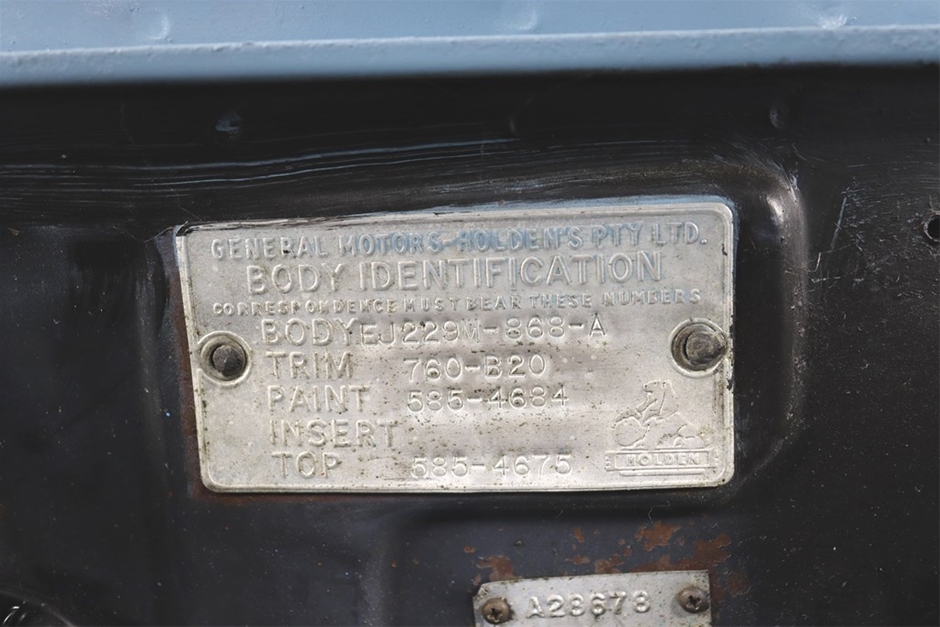 GENERAL MOTORS-HOLDEN'S PTY LTD.
BODY IDENTIFICATION
CORRESPONDENCE MUST BEAR THESE NUMBERS
BODY EJ229M-868-A
TRIM 760-B20
PAINT 585-4684
INSERT
TOP 585-4675
HOLDEN
A28678